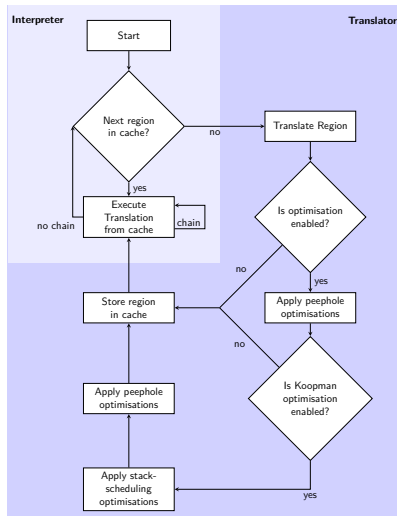 Interpreter
Translator
Start
Next region
in cache?
no
Translate Region
yes
Execute
Translation
from cache
chain
no chain
Is optimisation
enabled?
no
yes
Store region
in cache
Apply peephole
optimisations
no
Is Koopman
optimisation
enabled?
Apply peephole
optimisations
Apply stack-
scheduling
optimisations
yes